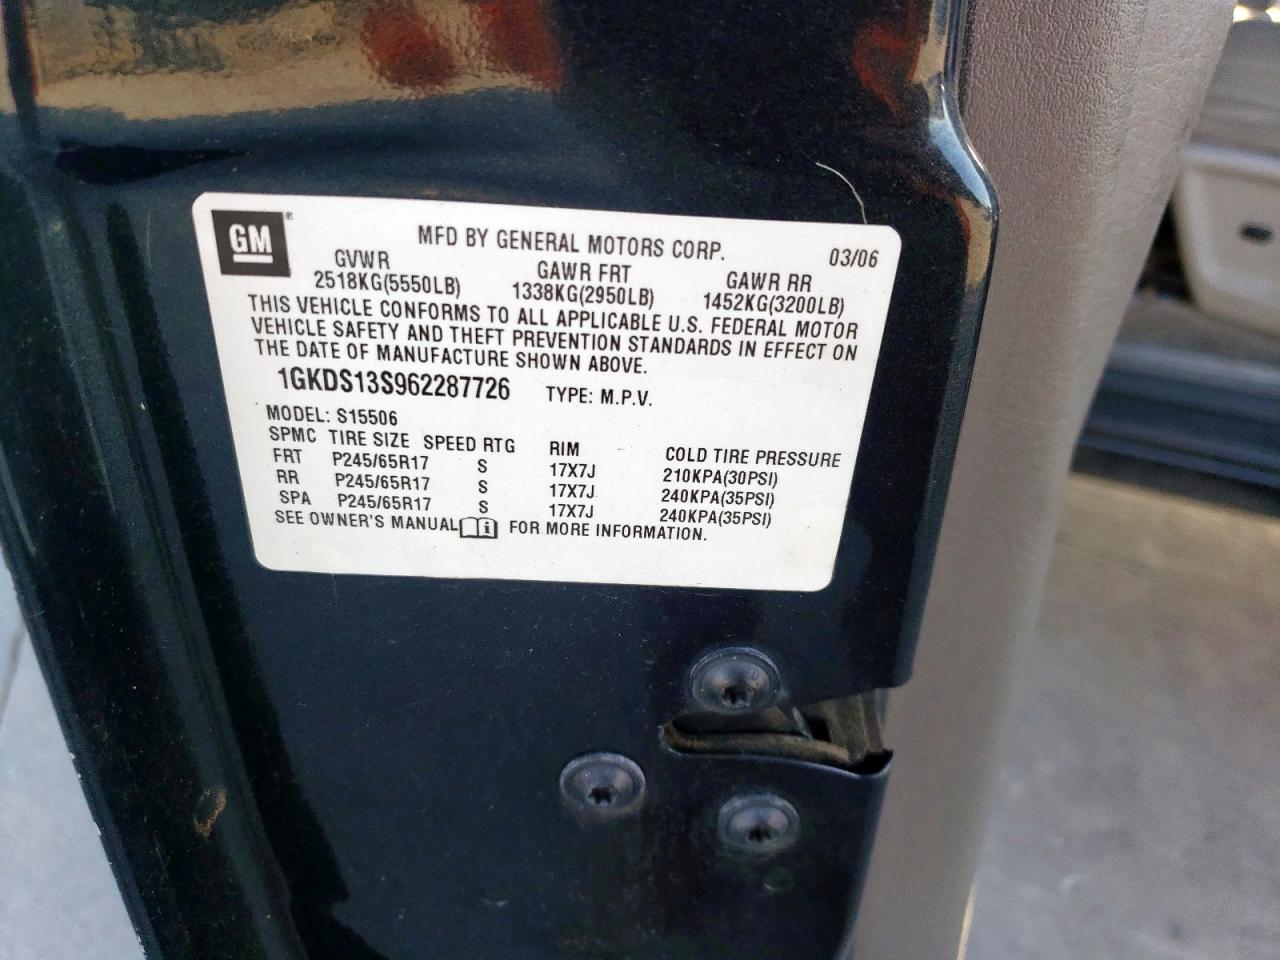 GM ®
MFD BY GENERAL MOTORS CORP. 03/06
GVWR GAWR FRT GAWR RR
2518KG(5550LB) 1338KG(2950LB) 1452KG(3200LB)
THIS VEHICLE CONFORMS TO ALL APPLICABLE U.S. FEDERAL MOTOR
VEHICLE SAFETY AND THEFT PREVENTION STANDARDS IN EFFECT ON
THE DATE OF MANUFACTURE SHOWN ABOVE.
1GKDS13S962287726 TYPE: M.P.V.
MODEL: S15506
SPMC TIRE SIZE SPEED RTG RIM COLD TIRE PRESSURE
FRT P245/65R17 S 17X7J 210KPA(30PSI)
RR P245/65R17 S 17X7J 240KPA(35PSI)
SPA P245/65R17 S 17X7J 240KPA(35PSI)
SEE OWNER'S MANUAL i FOR MORE INFORMATION.